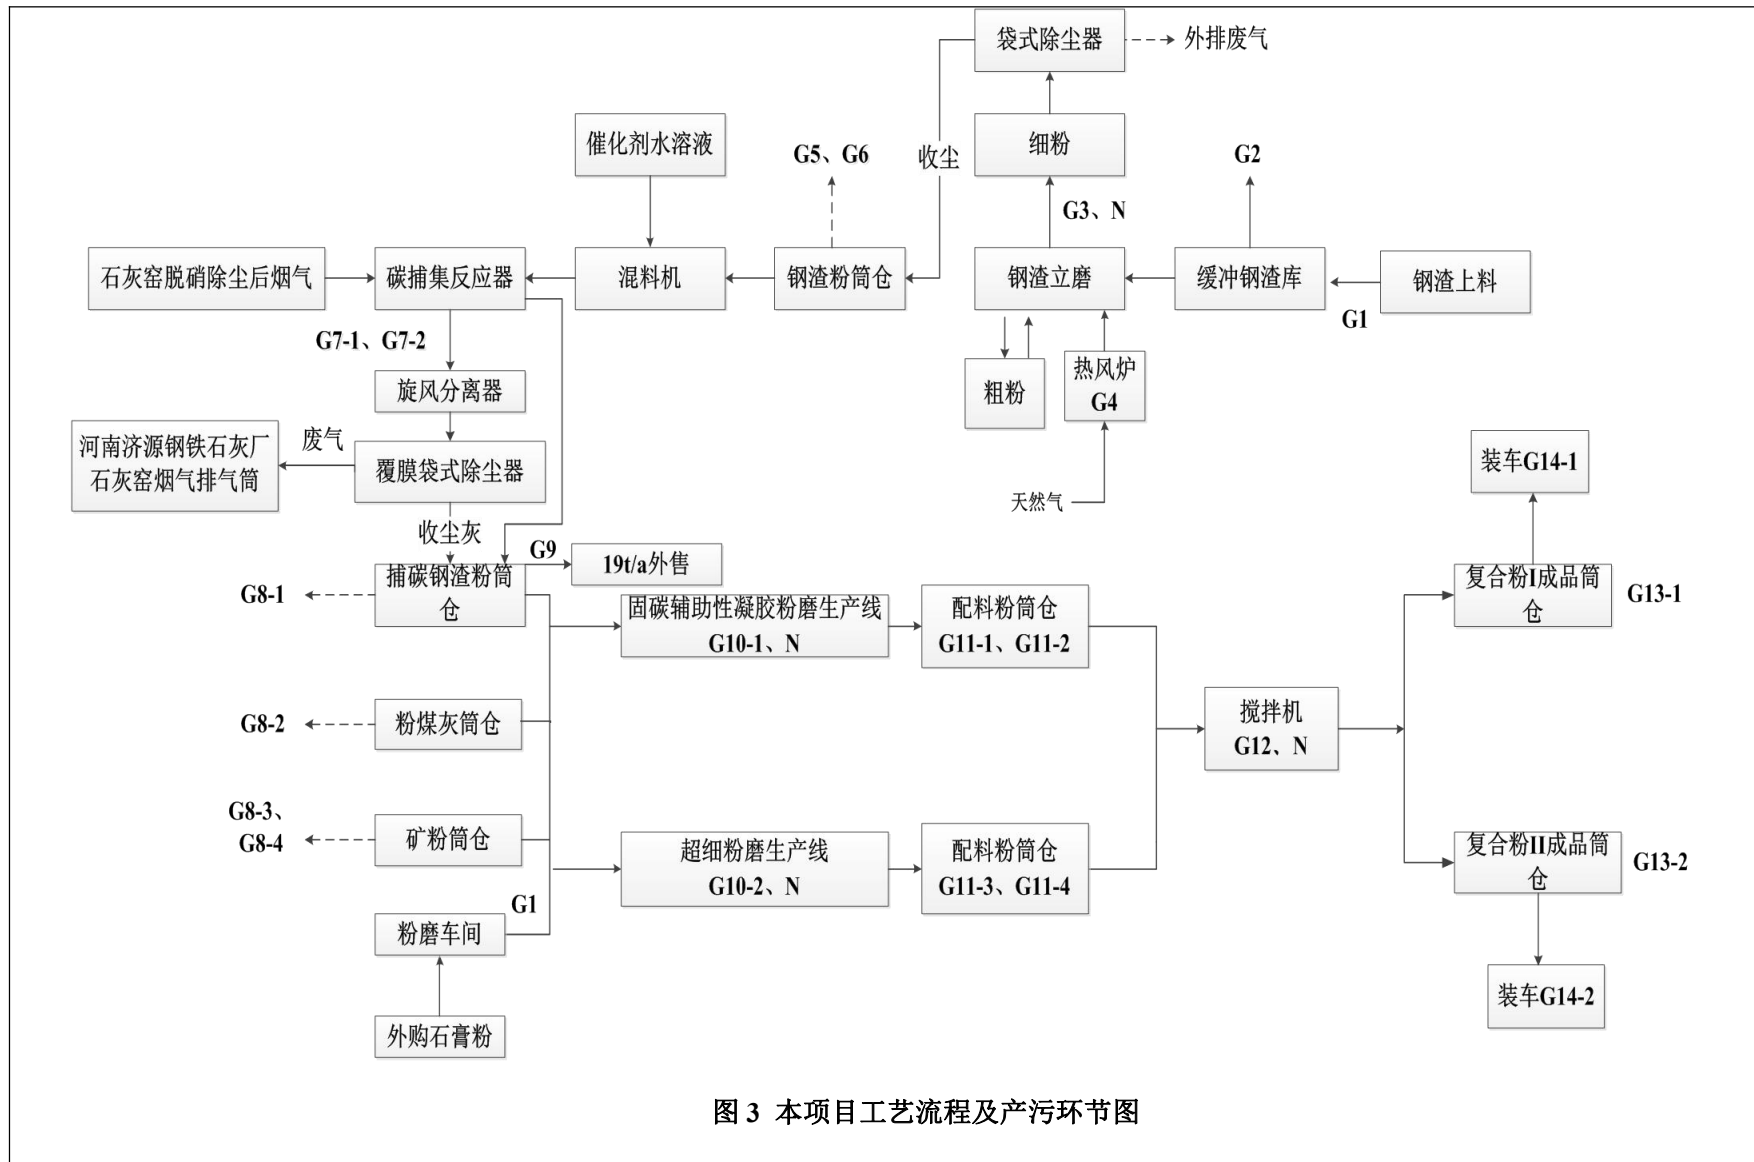 袋式除尘器
外排废气
催化剂水溶液
G5、G6
收尘
细粉
G2
G3、N
石灰窑脱硝除尘后烟气
碳捕集反应器
混料机
钢渣粉筒仓
钢渣立磨
缓冲钢渣库
钢渣上料
G1
G7-1、G7-2
旋风分离器
粗粉
热风炉
G4
河南济源钢铁石灰厂
石灰窑烟气排气筒
废气
覆膜袋式除尘器
天然气
装车G14-1
收尘灰
G9
19t/a外售
G8-1
捕碳钢渣粉筒
仓
固碳辅助性凝胶粉磨生产线
G10-1、N
配料粉筒仓
G11-1、G11-2
复合粉I成品筒
仓
G13-1
G8-2
粉煤灰筒仓
搅拌机
G12、N
G8-3、
G8-4
矿粉筒仓
超细粉磨生产线
G10-2、N
配料粉筒仓
G11-3、G11-4
复合粉II成品筒
仓
G13-2
G1
粉磨车间
装车G14-2
外购石膏粉
图 3 本项目工艺流程及产污环节图